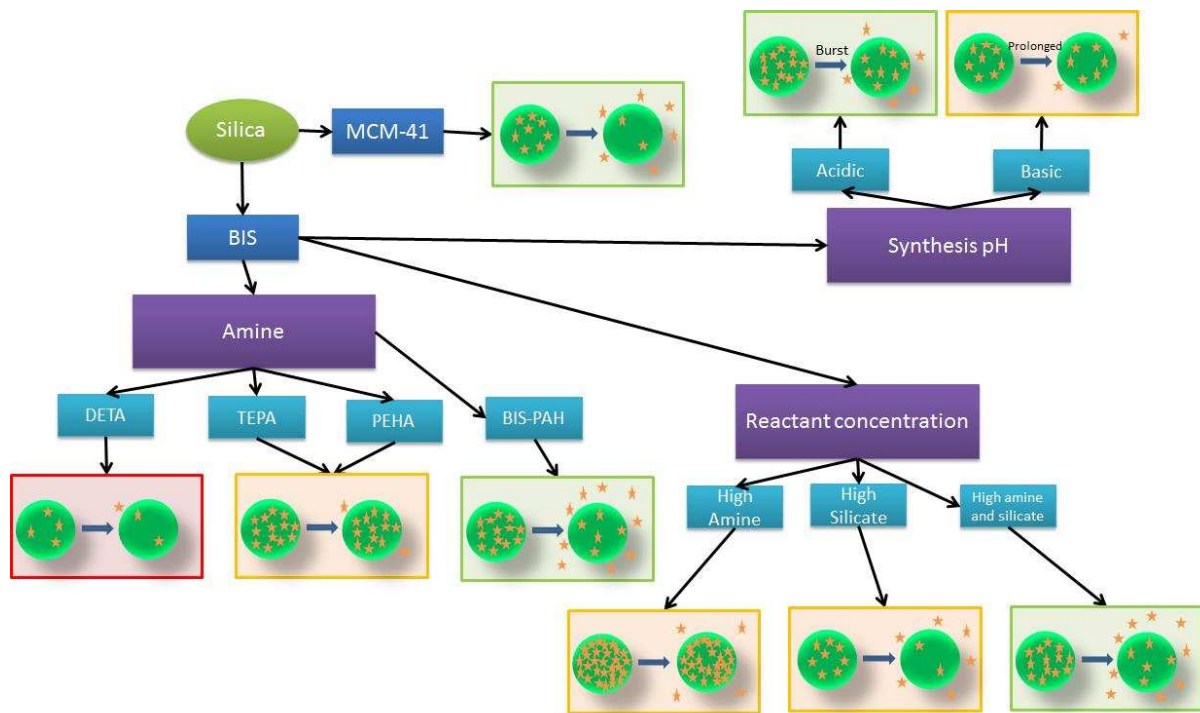 Burst
Prolonged
Silica
MCM-41
Acidic
Basic
BIS
Synthesis pH
Amine
DETA
TEPA
PEHA
BIS-PAH
Reactant concentration
High
Amine
High
Silicate
High amine
and silicate